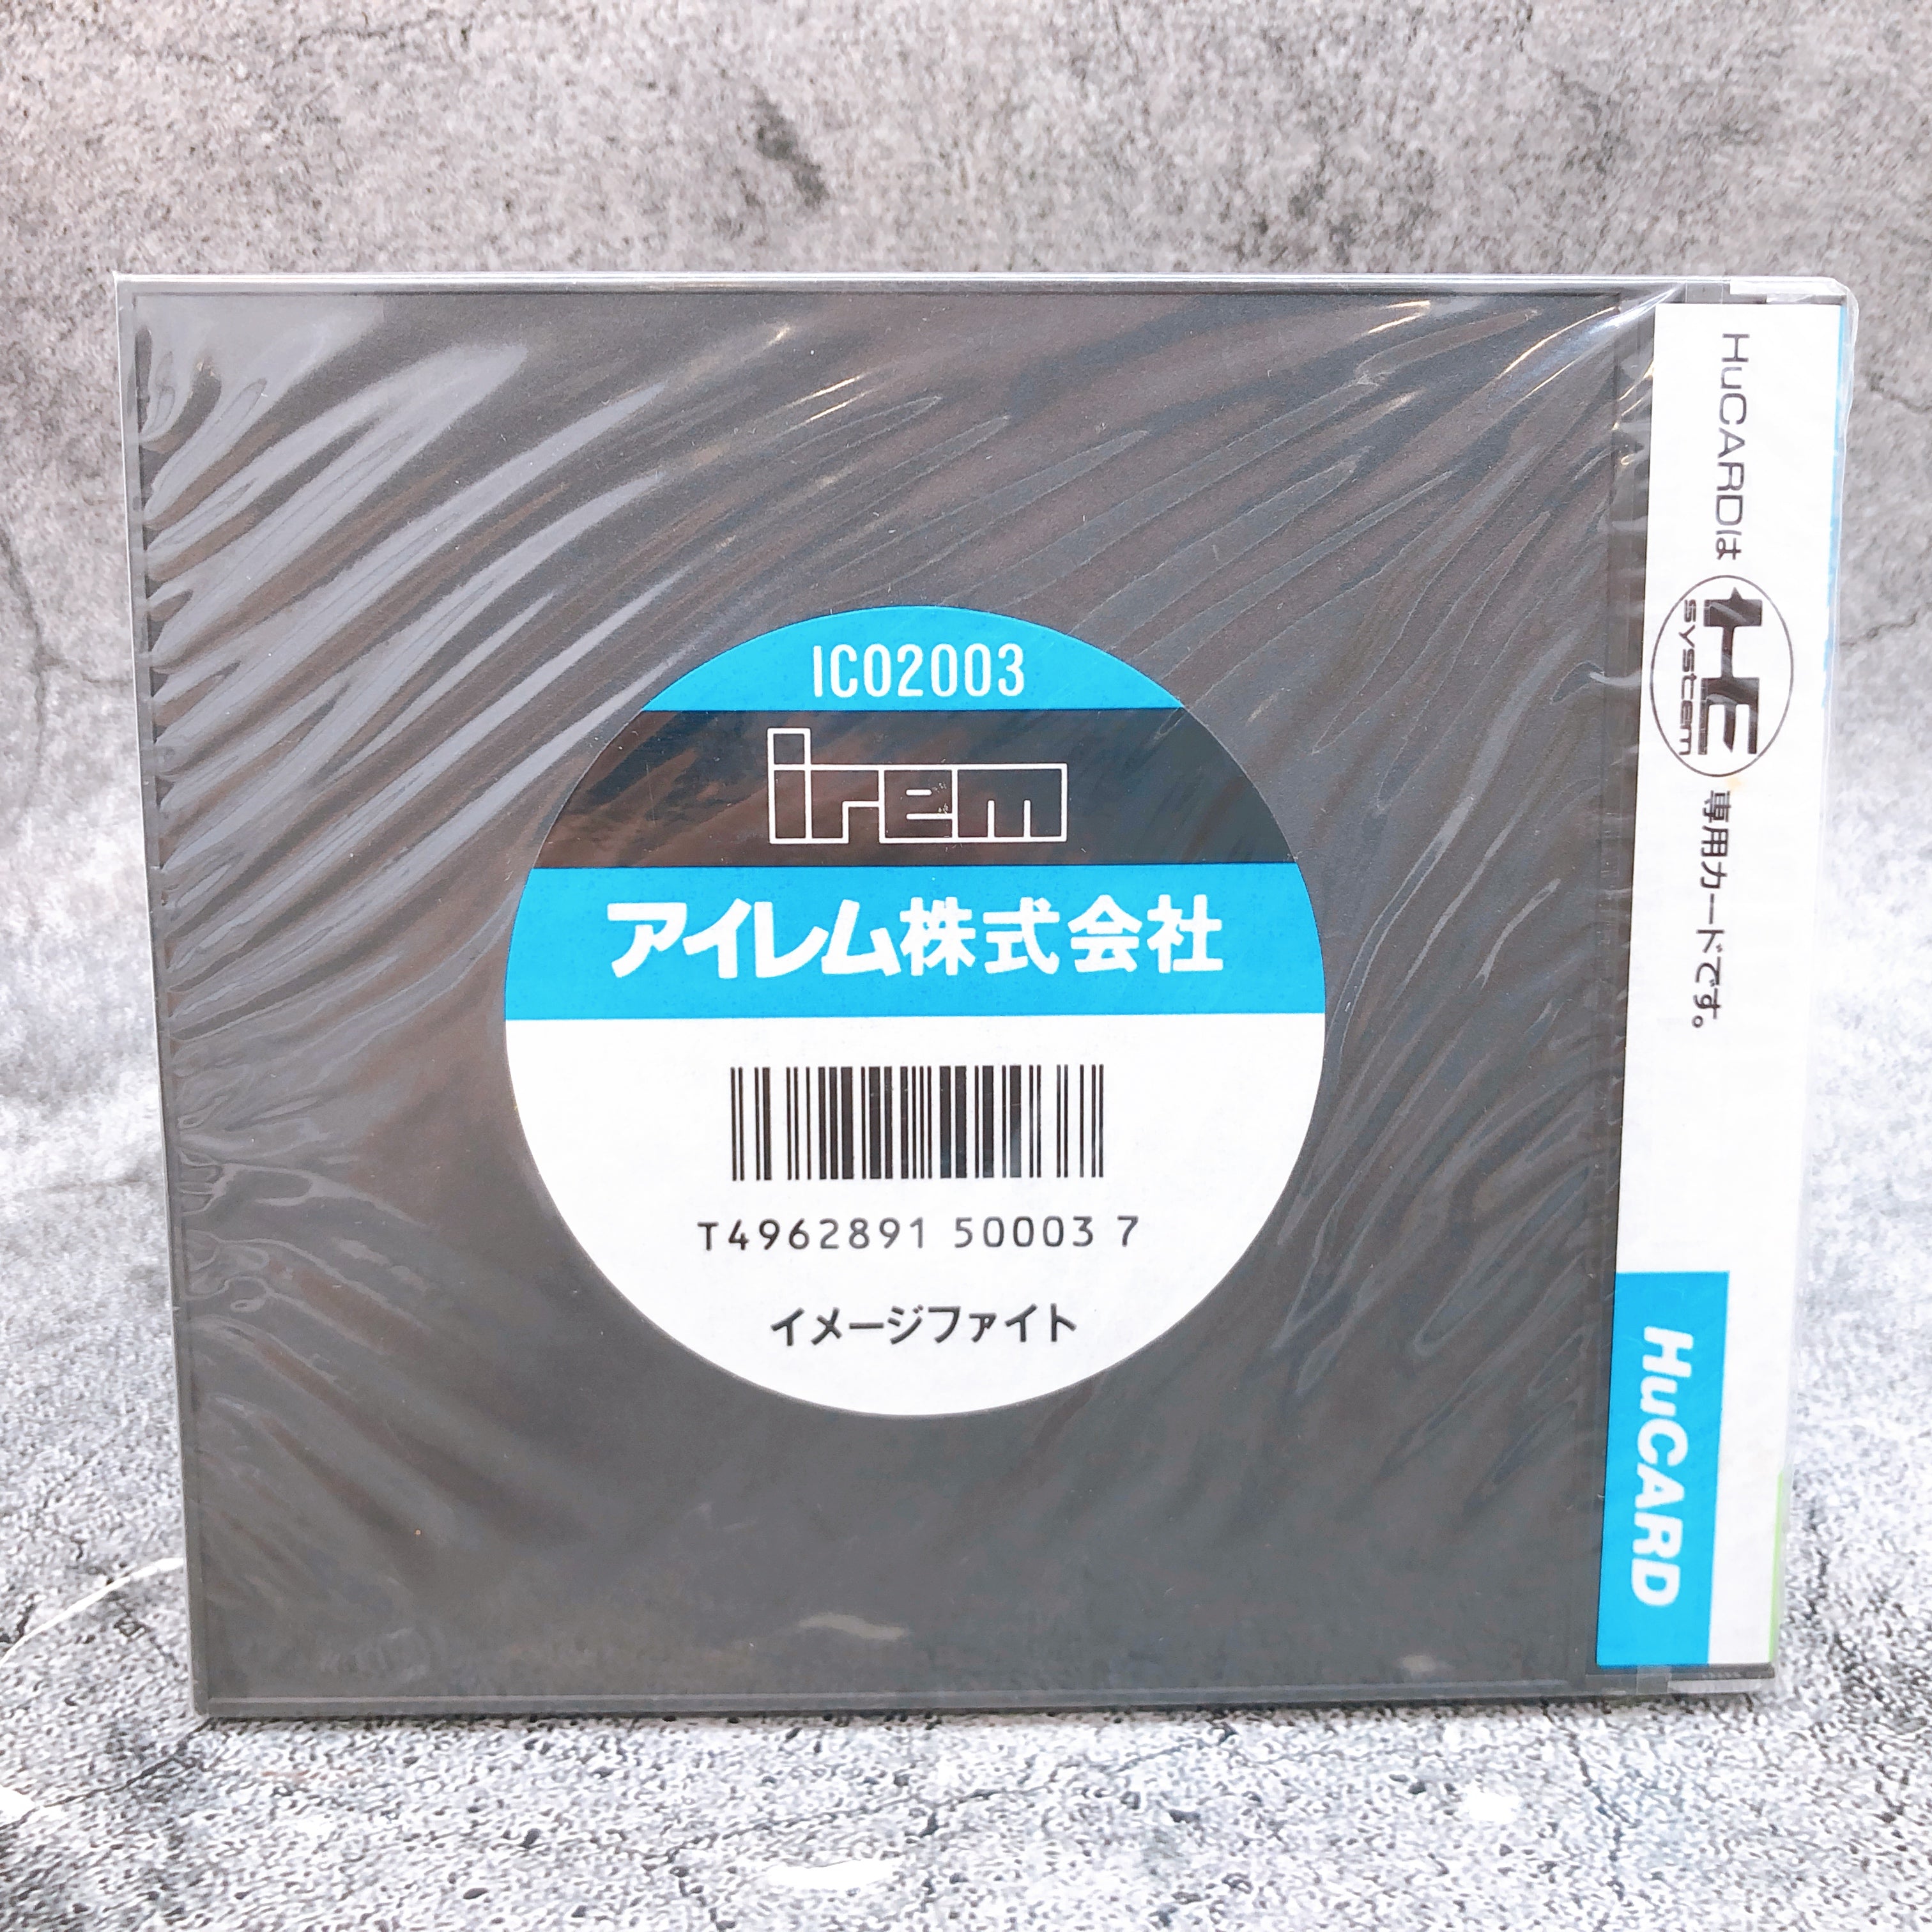 IC02003
irem
アイレム株式会社
T4962891 50003 7
イメージファイト
HuCARDは HE SYSTEM 専用カードです。
HuCARD